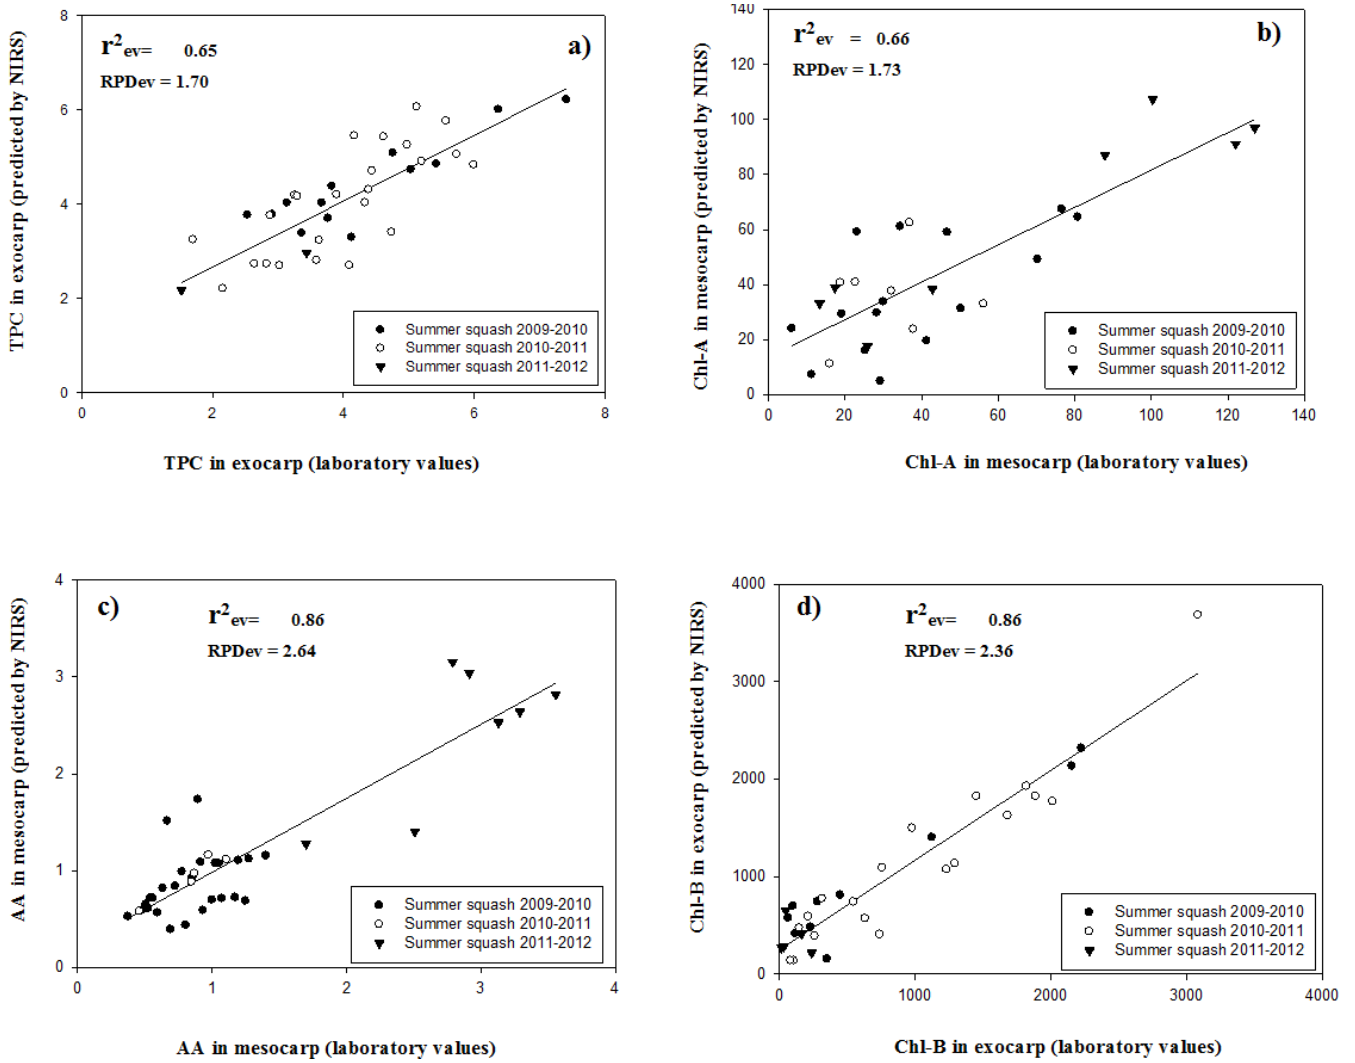 TPC in exocarp (predicted by NIRS)
8
6
4
2
0
r²ev= 0.65
RPDev = 1.70
a)
Summer squash 2009-2010
Summer squash 2010-2011
Summer squash 2011-2012
0 2 4 6 8
TPC in exocarp (laboratory values)
Chl-A in mesocarp (predicted by NIRS)
140
120
100
80
60
40
20
0
r²ev = 0.66
RPDev = 1.73
b)
Summer squash 2009-2010
Summer squash 2010-2011
Summer squash 2011-2012
0 20 40 60 80 100 120 140
Chl-A in mesocarp (laboratory values)
AA in mesocarp (predicted by NIRS)
4
3
2
1
0
c)
r²ev= 0.86
RPDev = 2.64
Summer squash 2009-2010
Summer squash 2010-2011
Summer squash 2011-2012
0 1 2 3 4
AA in mesocarp (laboratory values)
Chl-B in exocarp (predicted by NIRS)
4000
3000
2000
1000
0
d)
r²ev= 0.86
RPDev = 2.36
Summer squash 2009-2010
Summer squash 2010-2011
Summer squash 2011-2012
0 1000 2000 3000 4000
Chl-B in exocarp (laboratory values)